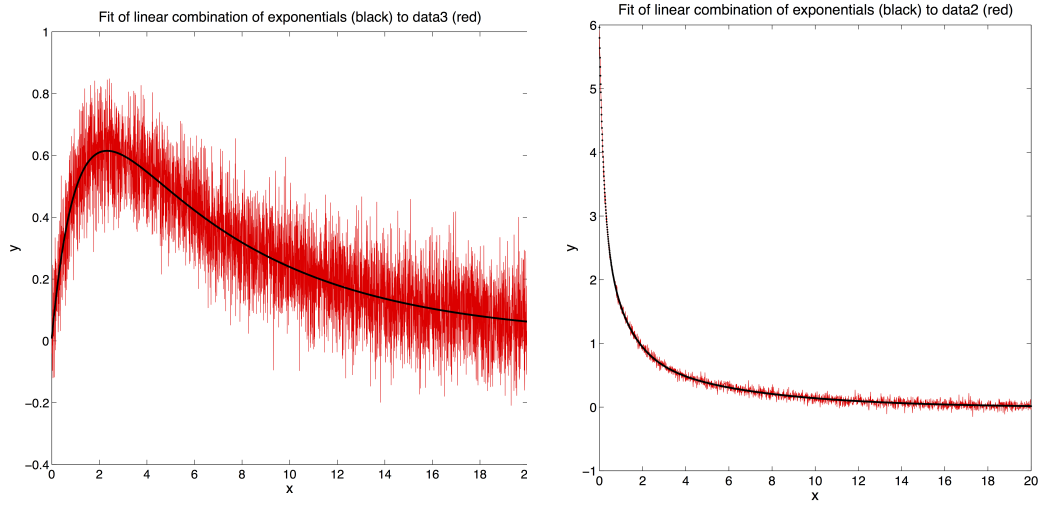 Fit of linear combination of exponentials (black) to data3 (red)
1
0.8
0.6
0.4
0.2
0
−0.2
−0.4
y
0 2 4 6 8 10 12 14 16 18 2
x
Fit of linear combination of exponentials (black) to data2 (red)
6
5
4
3
2
1
0
−1
y
0 2 4 6 8 10 12 14 16 18 20
x